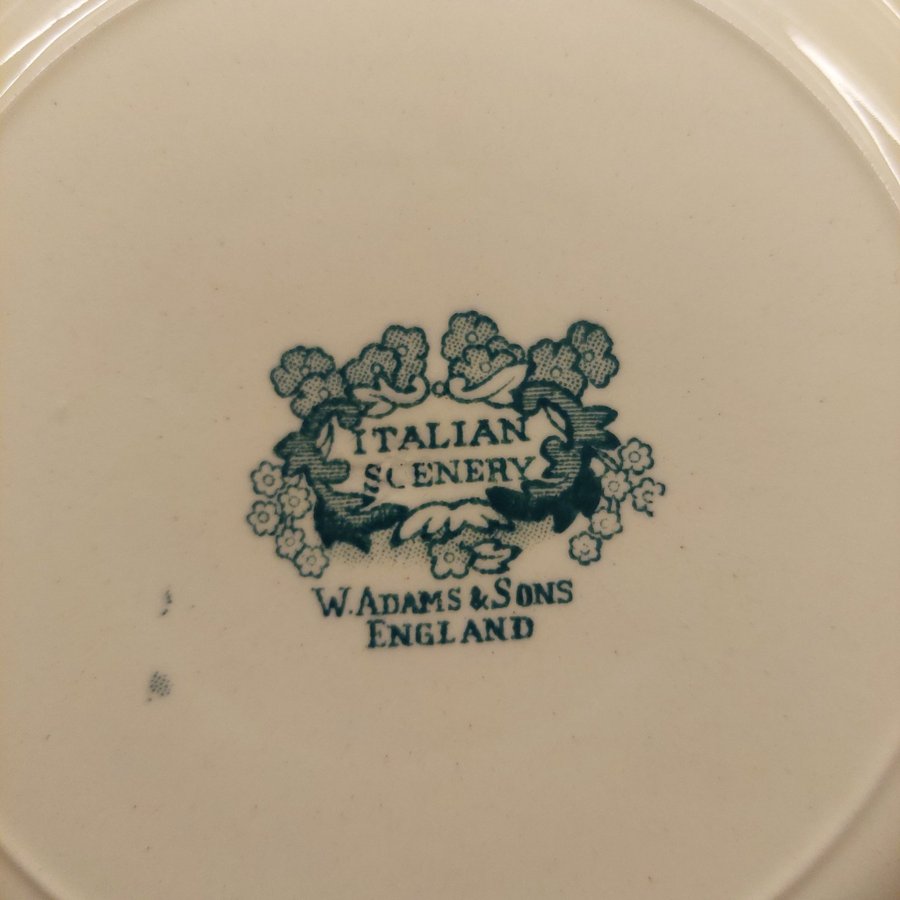 ITALIAN
SCENERY
W. ADAMS & SONS
ENGLAND